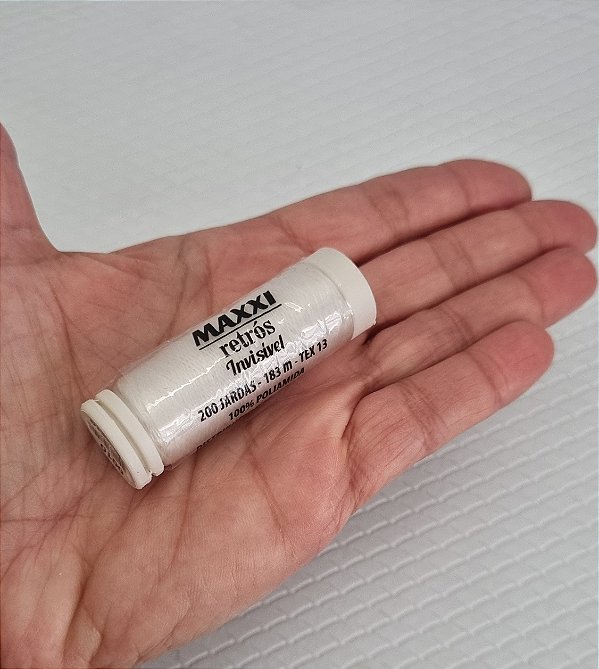 MAXXI
retrós
Invisível
200 JARDAS - 183 m - TEX 13
100% POLIAMIDA